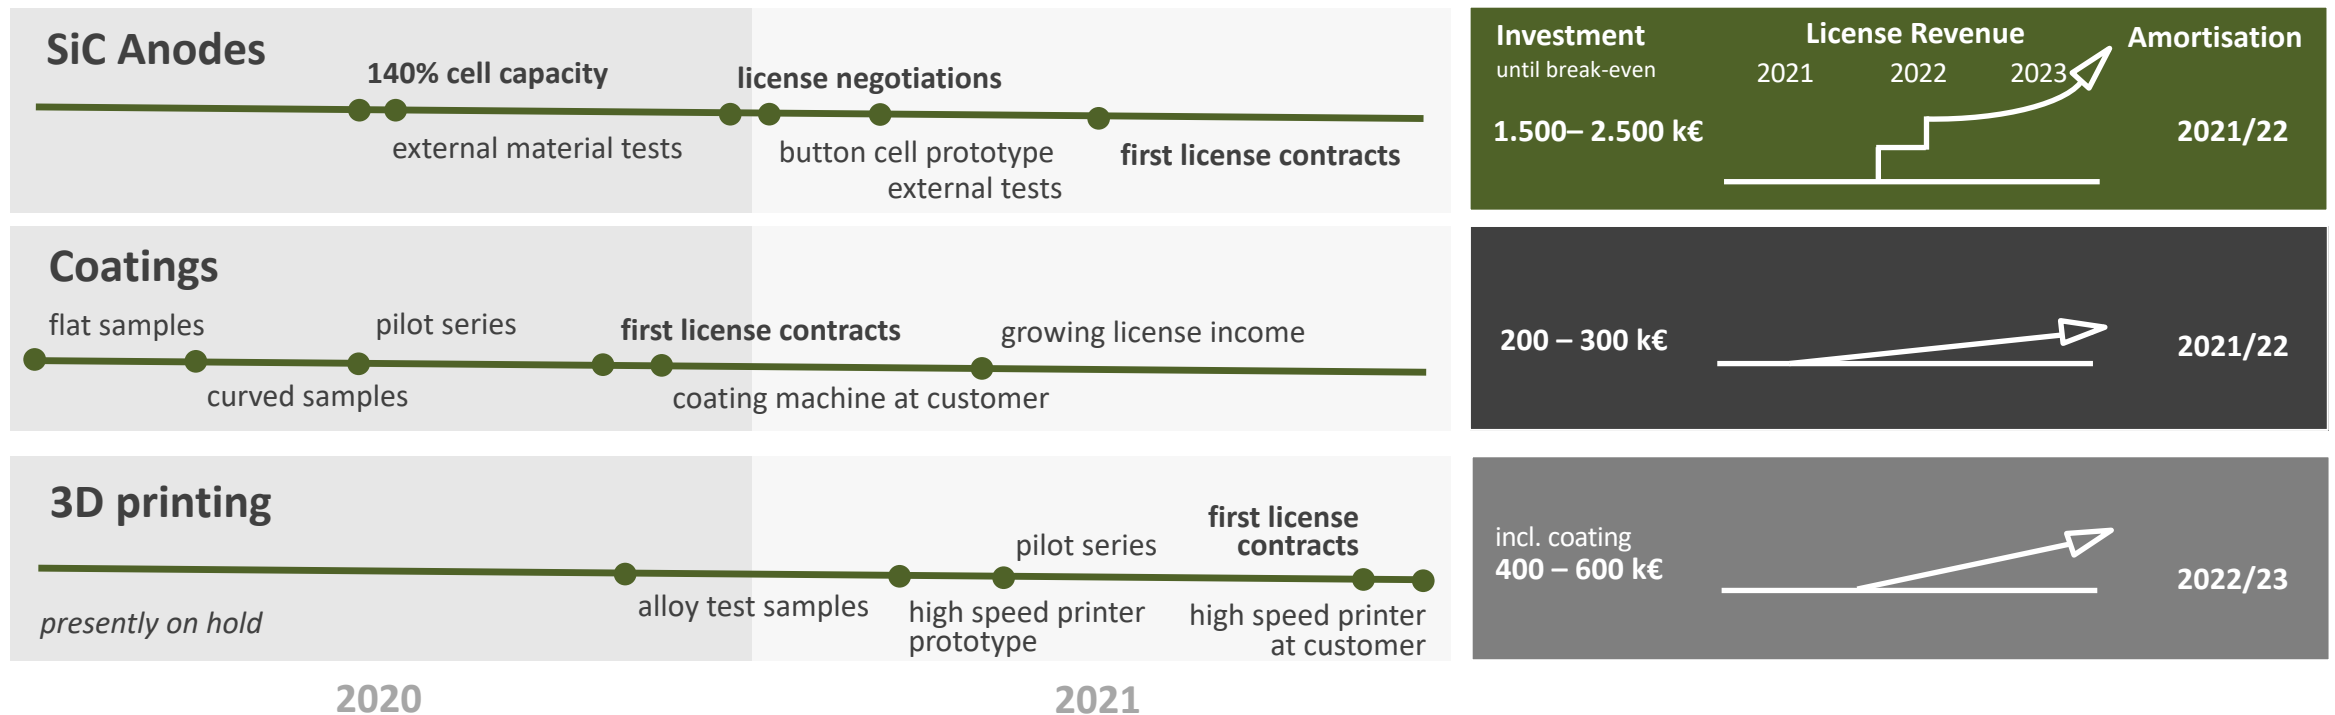 SiC Anodes
140% cell capacity
license negotiations
external material tests
button cell prototype
external tests
first license contracts
Investment
until break-even
License Revenue
2021 2022 2023
Amortisation
1.500– 2.500 k€
2021/22
Coatings
flat samples
pilot series
first license contracts
growing license income
curved samples
coating machine at customer
200 – 300 k€
2021/22
3D printing
first license
contracts
pilot series
alloy test samples
high speed printer
prototype
high speed printer
at customer
presently on hold
incl. coating
400 – 600 k€
2022/23
2020
2021